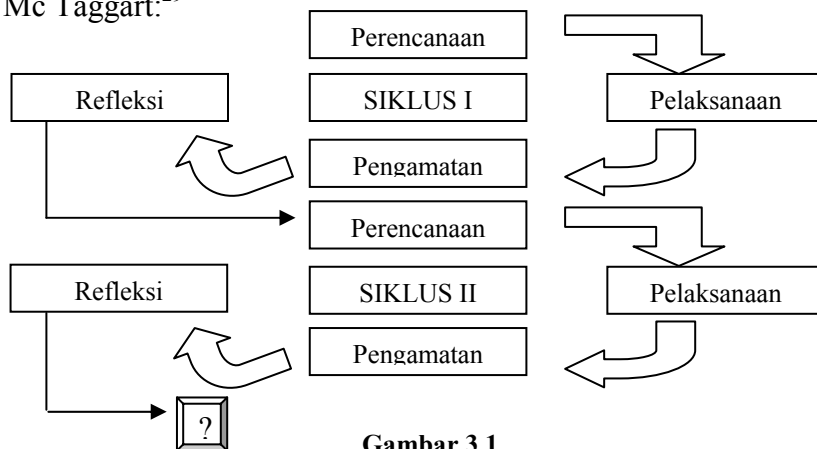 Mc Taggart:
Perencanaan
Refleksi
SIKLUS I
Pelaksanaan
Pengamatan
Perencanaan
Refleksi
SIKLUS II
Pelaksanaan
Pengamatan
?
Gambar 3.1